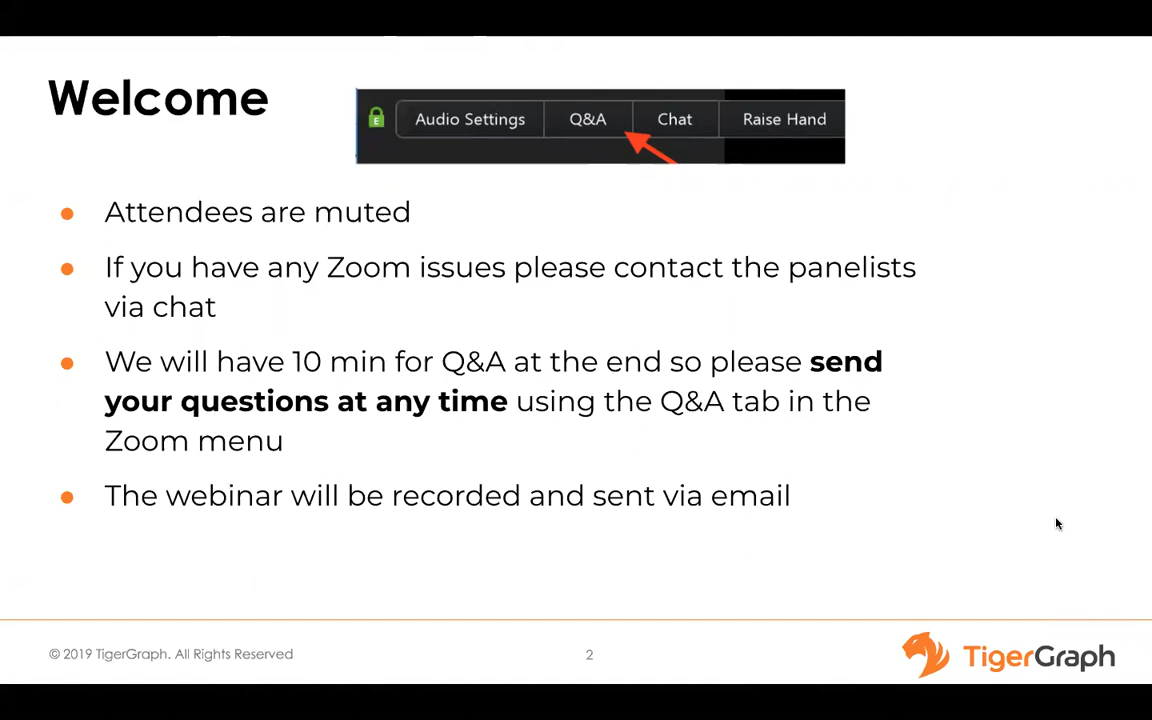 Welcome
E Audio Settings Q&A Chat Raise Hand
● Attendees are muted
● If you have any Zoom issues please contact the panelists
via chat
● We will have 10 min for Q&A at the end so please send
your questions at any time using the Q&A tab in the
Zoom menu
● The webinar will be recorded and sent via email
© 2019 TigerGraph. All Rights Reserved 2 TigerGraph